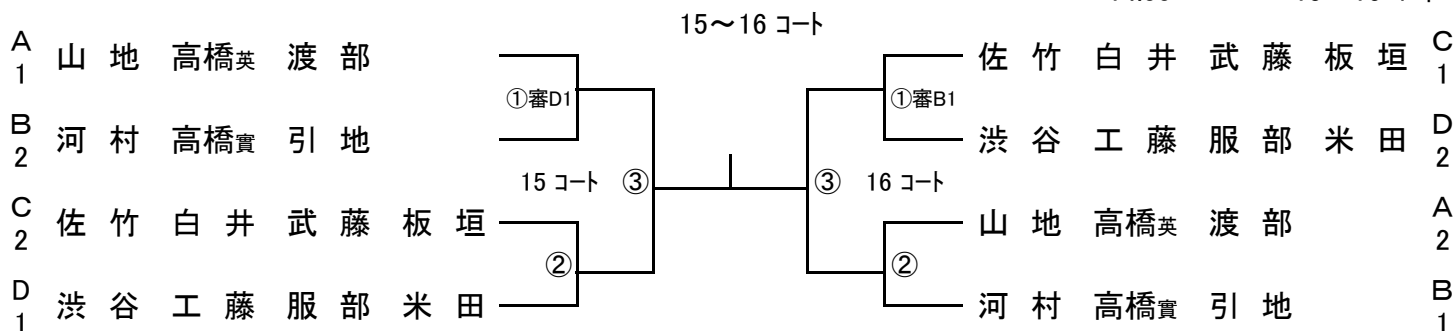 15～16 コート
A 1 山 地 高橋英 渡 部
佐 竹 白 井 武 藤 板 垣 C 1
①審D1
①審B1
B 2 河 村 高橋實 引 地
渋 谷 工 藤 服 部 米 田 D 2
15 コート ③
③ 16 コート
C 2 佐 竹 白 井 武 藤 板 垣
山 地 高橋英 渡 部 A 2
②
②
D 1 渋 谷 工 藤 服 部 米 田
河 村 高橋實 引 地 B 1